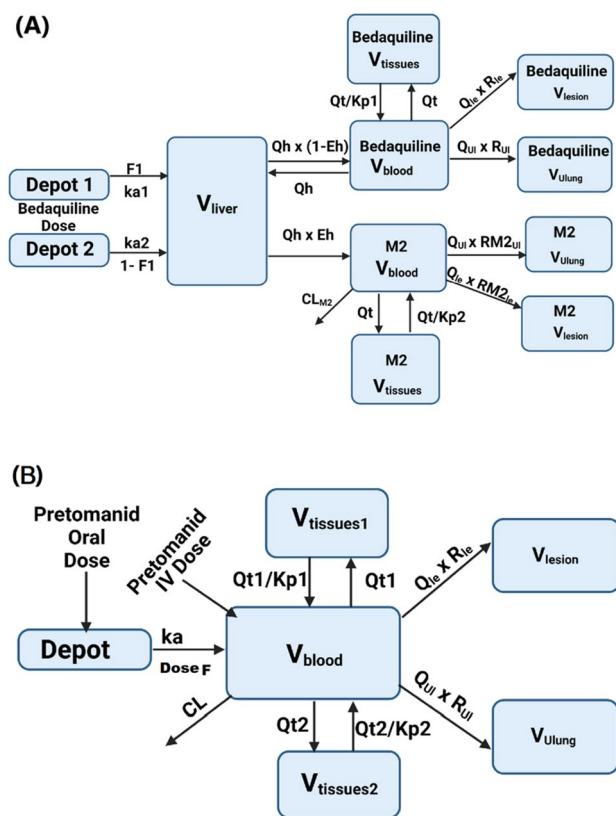 (A)
Bedaquiline
Vtissues
Qt/Kp1
Qt
Qle x Rle
Bedaquiline
Vlesion
Depot 1
F1
ka1
Bedaquiline
Dose
Depot 2
ka2
1- F1
Vliver
Qh x (1-Eh)
Qh
Bedaquiline
Vblood
QUl x RUl
Bedaquiline
VUlung
Qh x Eh
M2
Vblood
QUl x RM2Ul
M2
VUlung
Qle x RM2le
M2
Vlesion
CLM2
Qt
Qt/Kp2
M2
Vtissues
(B)
Pretomanid
Oral
Dose
Pretomanid
IV Dose
Vtissues1
Qt1/Kp1
Qt1
Qle x Rle
Vlesion
Depot
ka
Dose F
Vblood
CL
Qt2
Qt2/Kp2
QUl x RUl
VUlung
Vtissues2